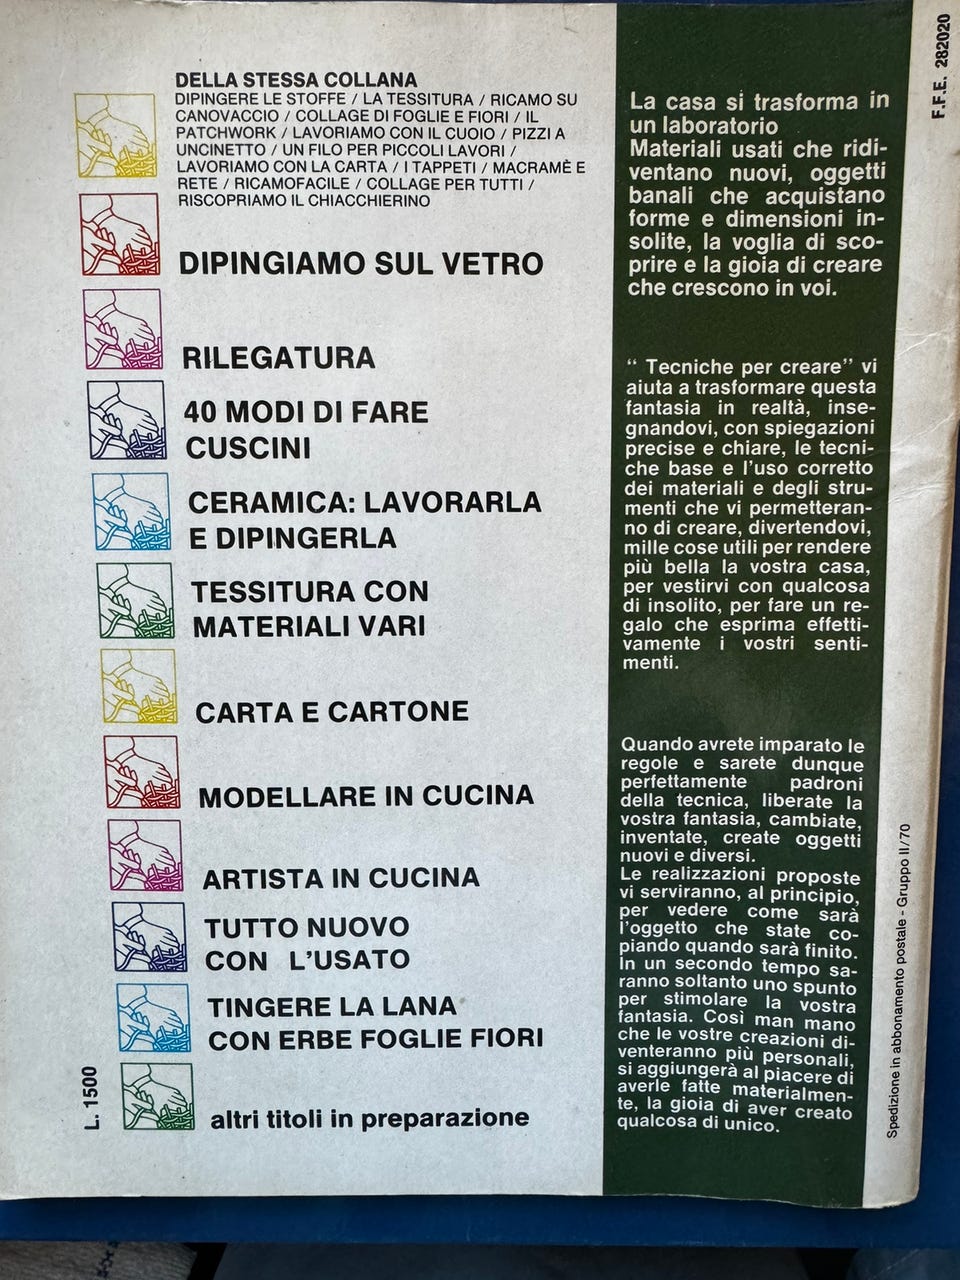 DELLA STESSA COLLANA
DIPINGERE LE STOFFE / LA TESSITURA / RICAMO SU
CANOVACCIO / COLLAGE DI FOGLIE E FIORI / IL
PATCHWORK / LAVORIAMO CON IL CUOIO / PIZZI A
UNCINETTO / UN FILO PER PICCOLI LAVORI /
LAVORIAMO CON LA CARTA / I TAPPETI / MACRAMÈ E
RETE / RICAMOFACILE / COLLAGE PER TUTTI /
RISCOPRIAMO IL CHIACCHIERINO
DIPINGIAMO SUL VETRO
RILEGATURA
40 MODI DI FARE
CUSCINI
CERAMICA: LAVORARLA
E DIPINGERLA
TESSITURA CON
MATERIALI VARI
CARTA E CARTONE
MODELLARE IN CUCINA
ARTISTA IN CUCINA
TUTTO NUOVO
CON L'USATO
TINGERE LA LANA
CON ERBE FOGLIE FIORI
altri titoli in preparazione
L. 1500
La casa si trasforma in
un laboratorio
Materiali usati che ridi-
ventano nuovi, oggetti
banali che acquistano
forme e dimensioni in-
solite, la voglia di sco-
prire e la gioia di creare
che crescono in voi.
“ Tecniche per creare” vi
aiuta a trasformare questa
fantasia in realtà, inse-
gnandovi, con spiegazioni
precise e chiare, le tecni-
che base e l'uso corretto
dei materiali e degli stru-
menti che vi permetteran-
no di creare, divertendovi,
mille cose utili per rendere
più bella la vostra casa,
per vestirvi con qualcosa
di insolito, per fare un re-
galo che esprima effetti-
vamente i vostri senti-
menti.
Quando avrete imparato le
regole e sarete dunque
perfettamente padroni
della tecnica, liberate la
vostra fantasia, cambiate,
inventate, create oggetti
nuovi e diversi.
Le realizzazioni proposte
vi serviranno, al principio,
per vedere come sarà
l'oggetto che state co-
piando quando sarà finito.
In un secondo tempo sa-
ranno soltanto uno spunto
per stimolare la vostra
fantasia. Così man mano
che le vostre creazioni di-
venteranno più personali,
si aggiungerà al piacere di
averle fatte materialmen-
te, la gioia di aver creato
qualcosa di unico.
F.F.E. 282020
Spedizione in abbonamento postale - Gruppo II/70